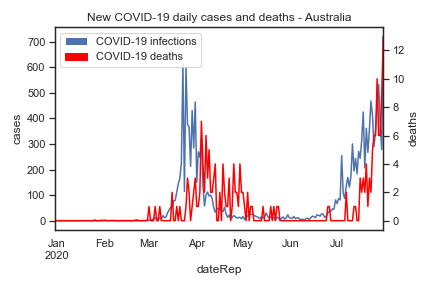 New COVID-19 daily cases and deaths - Australia
COVID-19 infections
COVID-19 deaths
700
600
500
400
300
200
100
0
cases
12
10
8
6
4
2
0
deaths
Jan Feb Mar Apr May Jun Jul
2020
dateRep